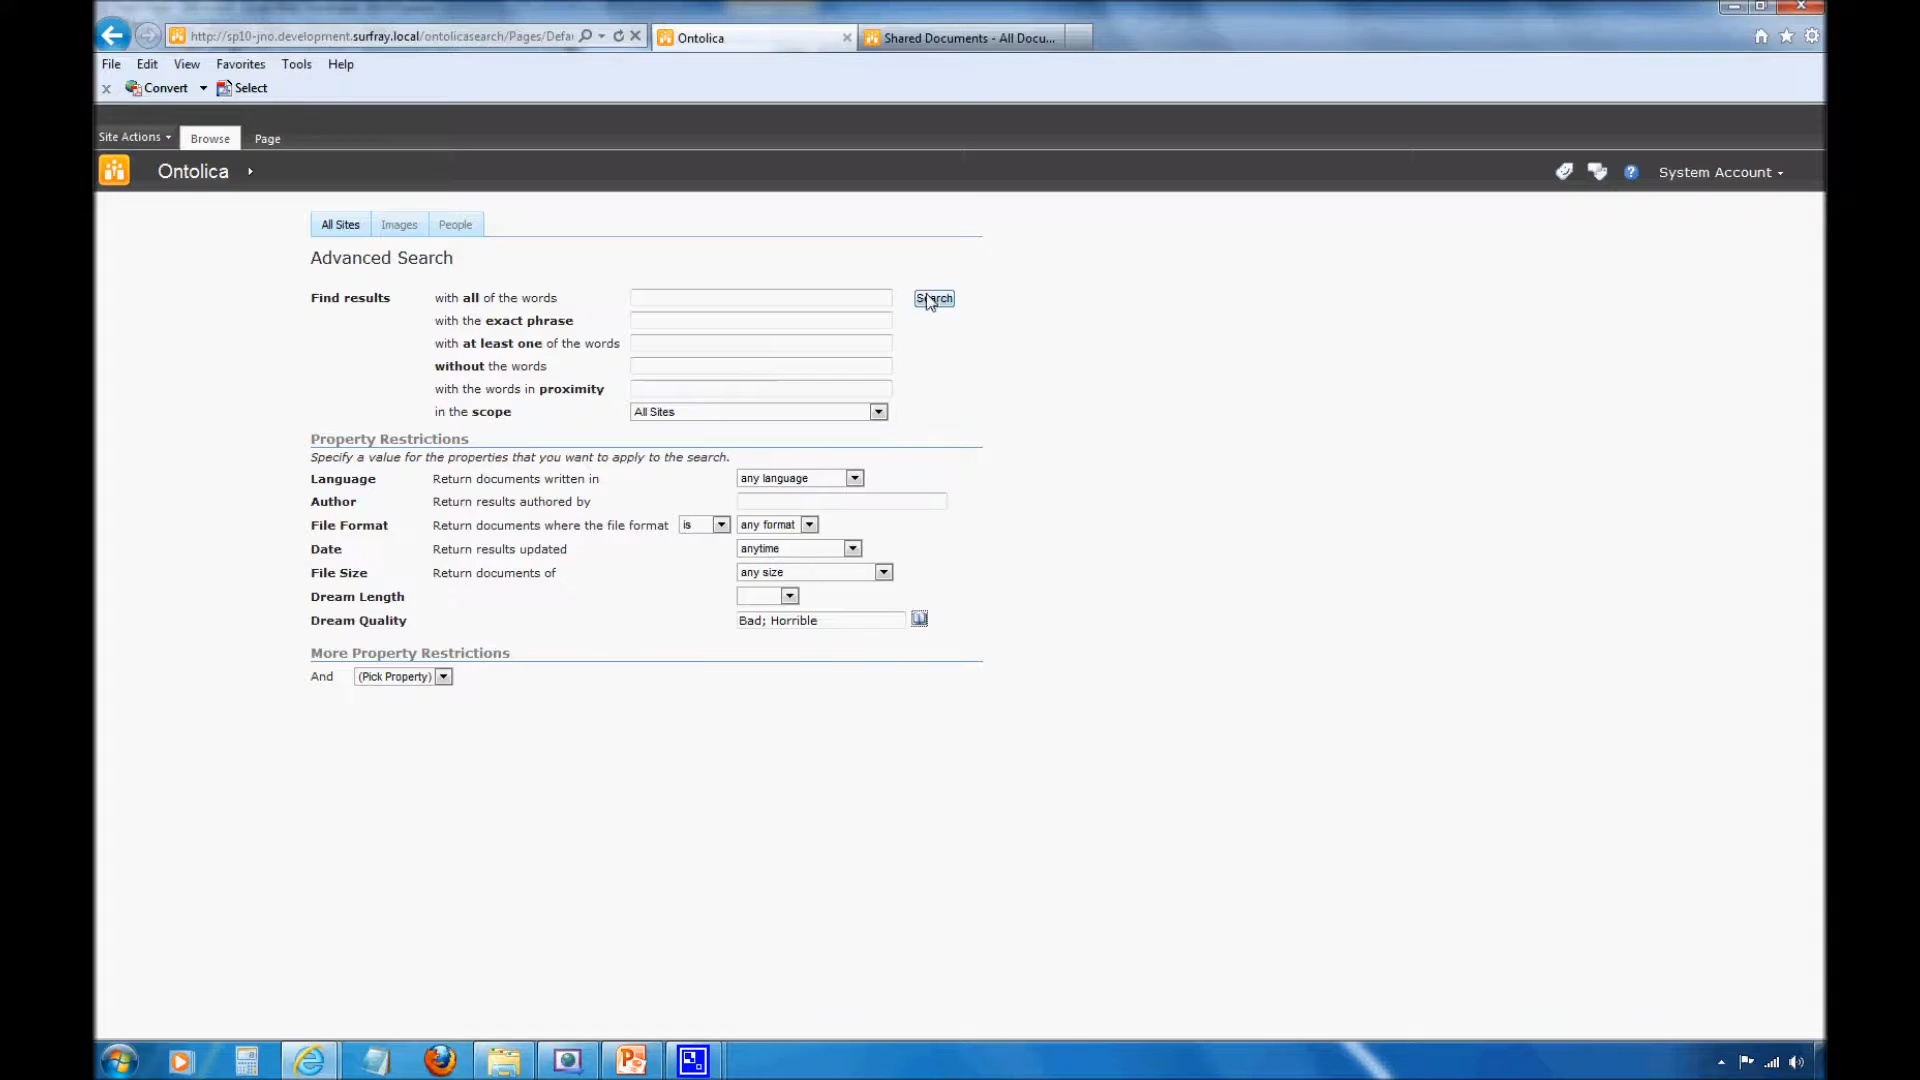 http://sp10-jno.development.surfray.local/ontolicasearch/Pages/Defau
Ontolica
Shared Documents - All Docu...
File Edit View Favorites Tools Help
x Convert Select
Site Actions Browse Page
Ontolica
System Account
All Sites Images People
Advanced Search
Find results with all of the words Search
with the exact phrase
with at least one of the words
without the words
with the words in proximity
in the scope All Sites
Property Restrictions
Specify a value for the properties that you want to apply to the search.
Language Return documents written in any language
Author Return results authored by
File Format Return documents where the file format is any format
Date Return results updated anytime
File Size Return documents of any size
Dream Length
Dream Quality Bad; Horrible
More Property Restrictions
And (Pick Property)